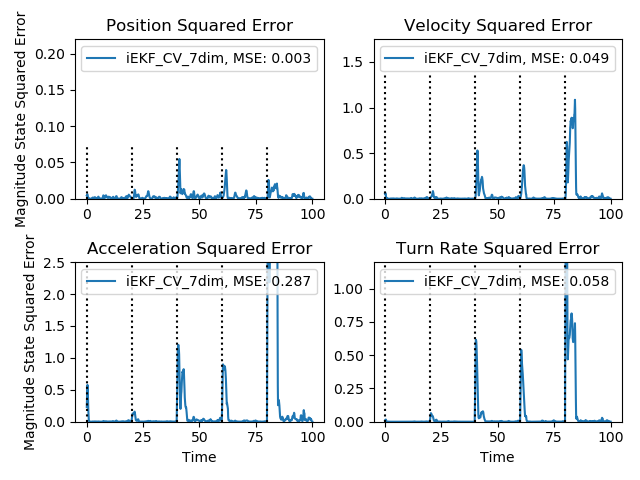 Position Squared Error
Magnitude State Squared Error
0.20
0.15
0.10
0.05
0.00
iEKF_CV_7dim, MSE: 0.003
0 25 50 75 100
Velocity Squared Error
1.5
1.0
0.5
0.0
iEKF_CV_7dim, MSE: 0.049
0 25 50 75 100
Acceleration Squared Error
Magnitude State Squared Error
2.5
2.0
1.5
1.0
0.5
0.0
iEKF_CV_7dim, MSE: 0.287
0 25 50 75 100
Time
Turn Rate Squared Error
1.00
0.75
0.50
0.25
0.00
iEKF_CV_7dim, MSE: 0.058
0 25 50 75 100
Time